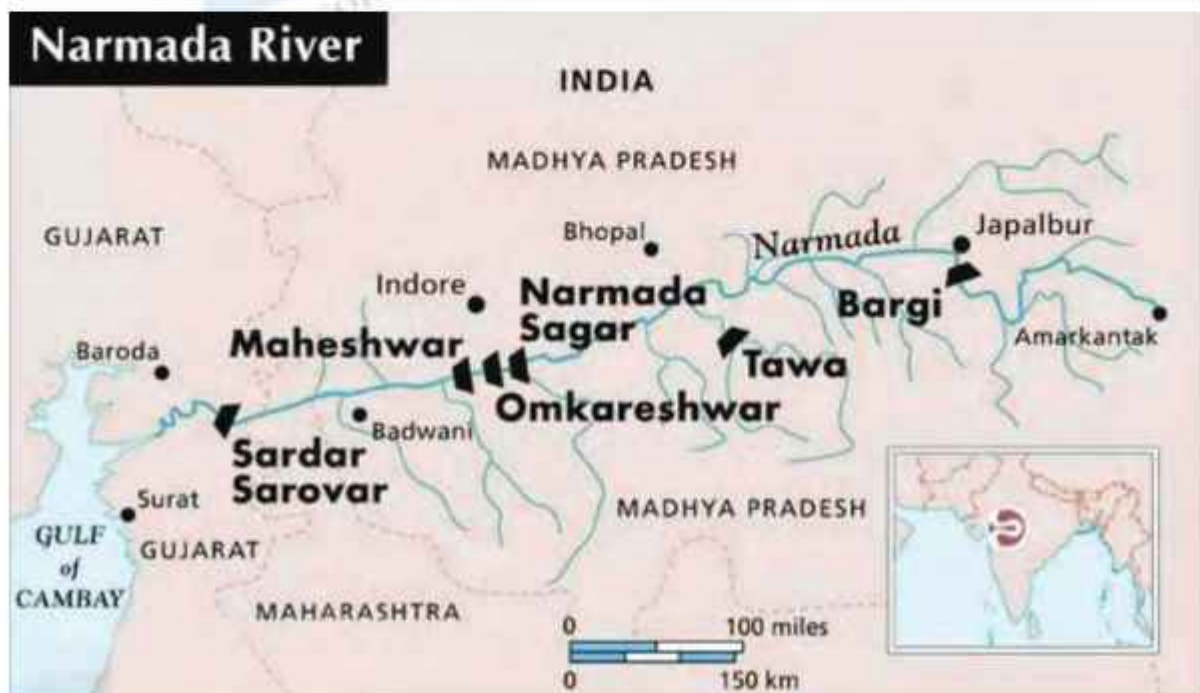 Narmada River
INDIA
MADHYA PRADESH
GUJARAT
Bhopal
Narmada
Japalbur
Indore
Narmada
Sagar
Bargi
Maheshwar
Amarkantak
Baroda
Tawa
Omkareshwar
Badwani
Sardar
Sarovar
Surat
MADHYA PRADESH
GULF
of
CAMBAY
GUJARAT
MAHARASHTRA
0 100 miles
0 150 km